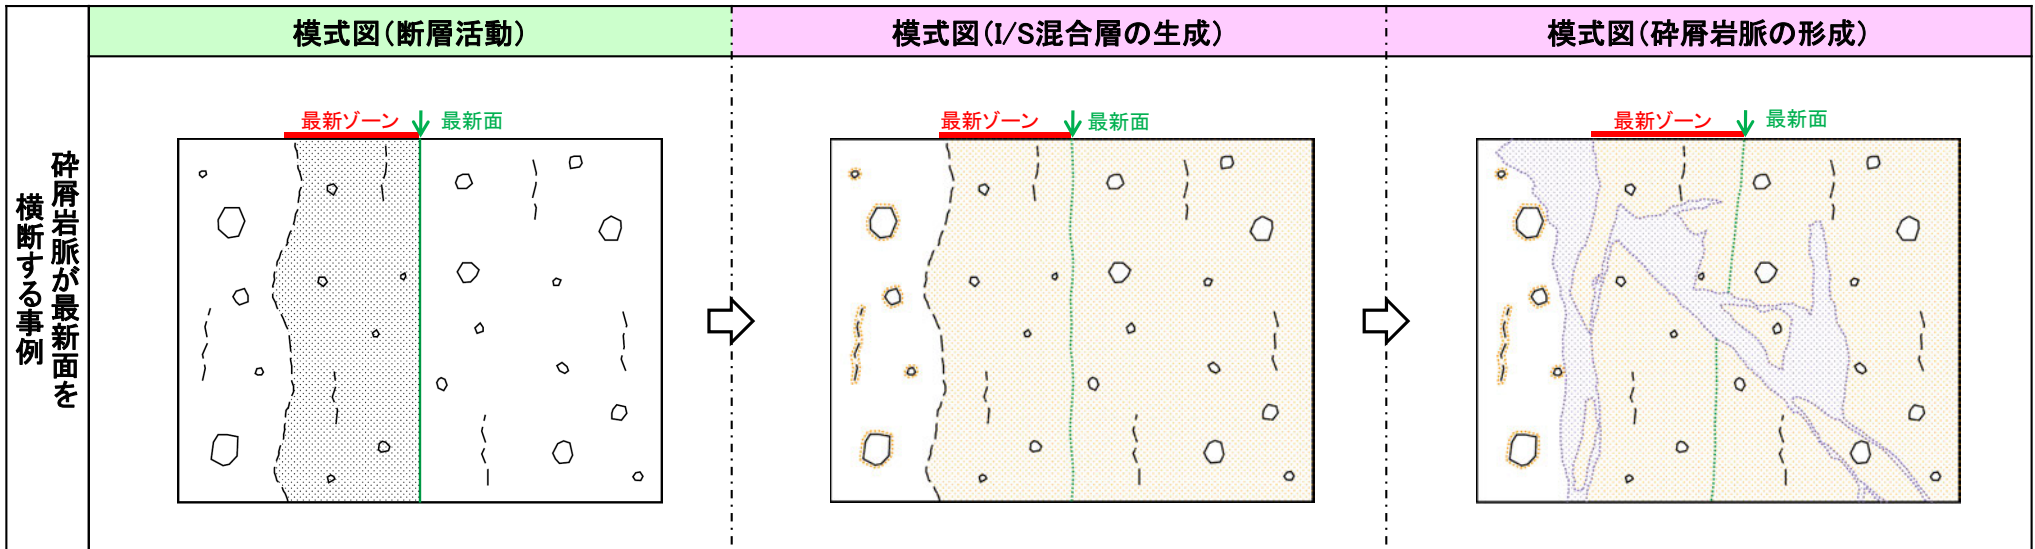 模式図(断層活動)
模式図(I/S混合層の生成)
模式図(砕屑岩脈の形成)
砕屑岩脈が最新面を
横断する事例
最新ゾーン
最新面
最新ゾーン
最新面
最新ゾーン
最新面